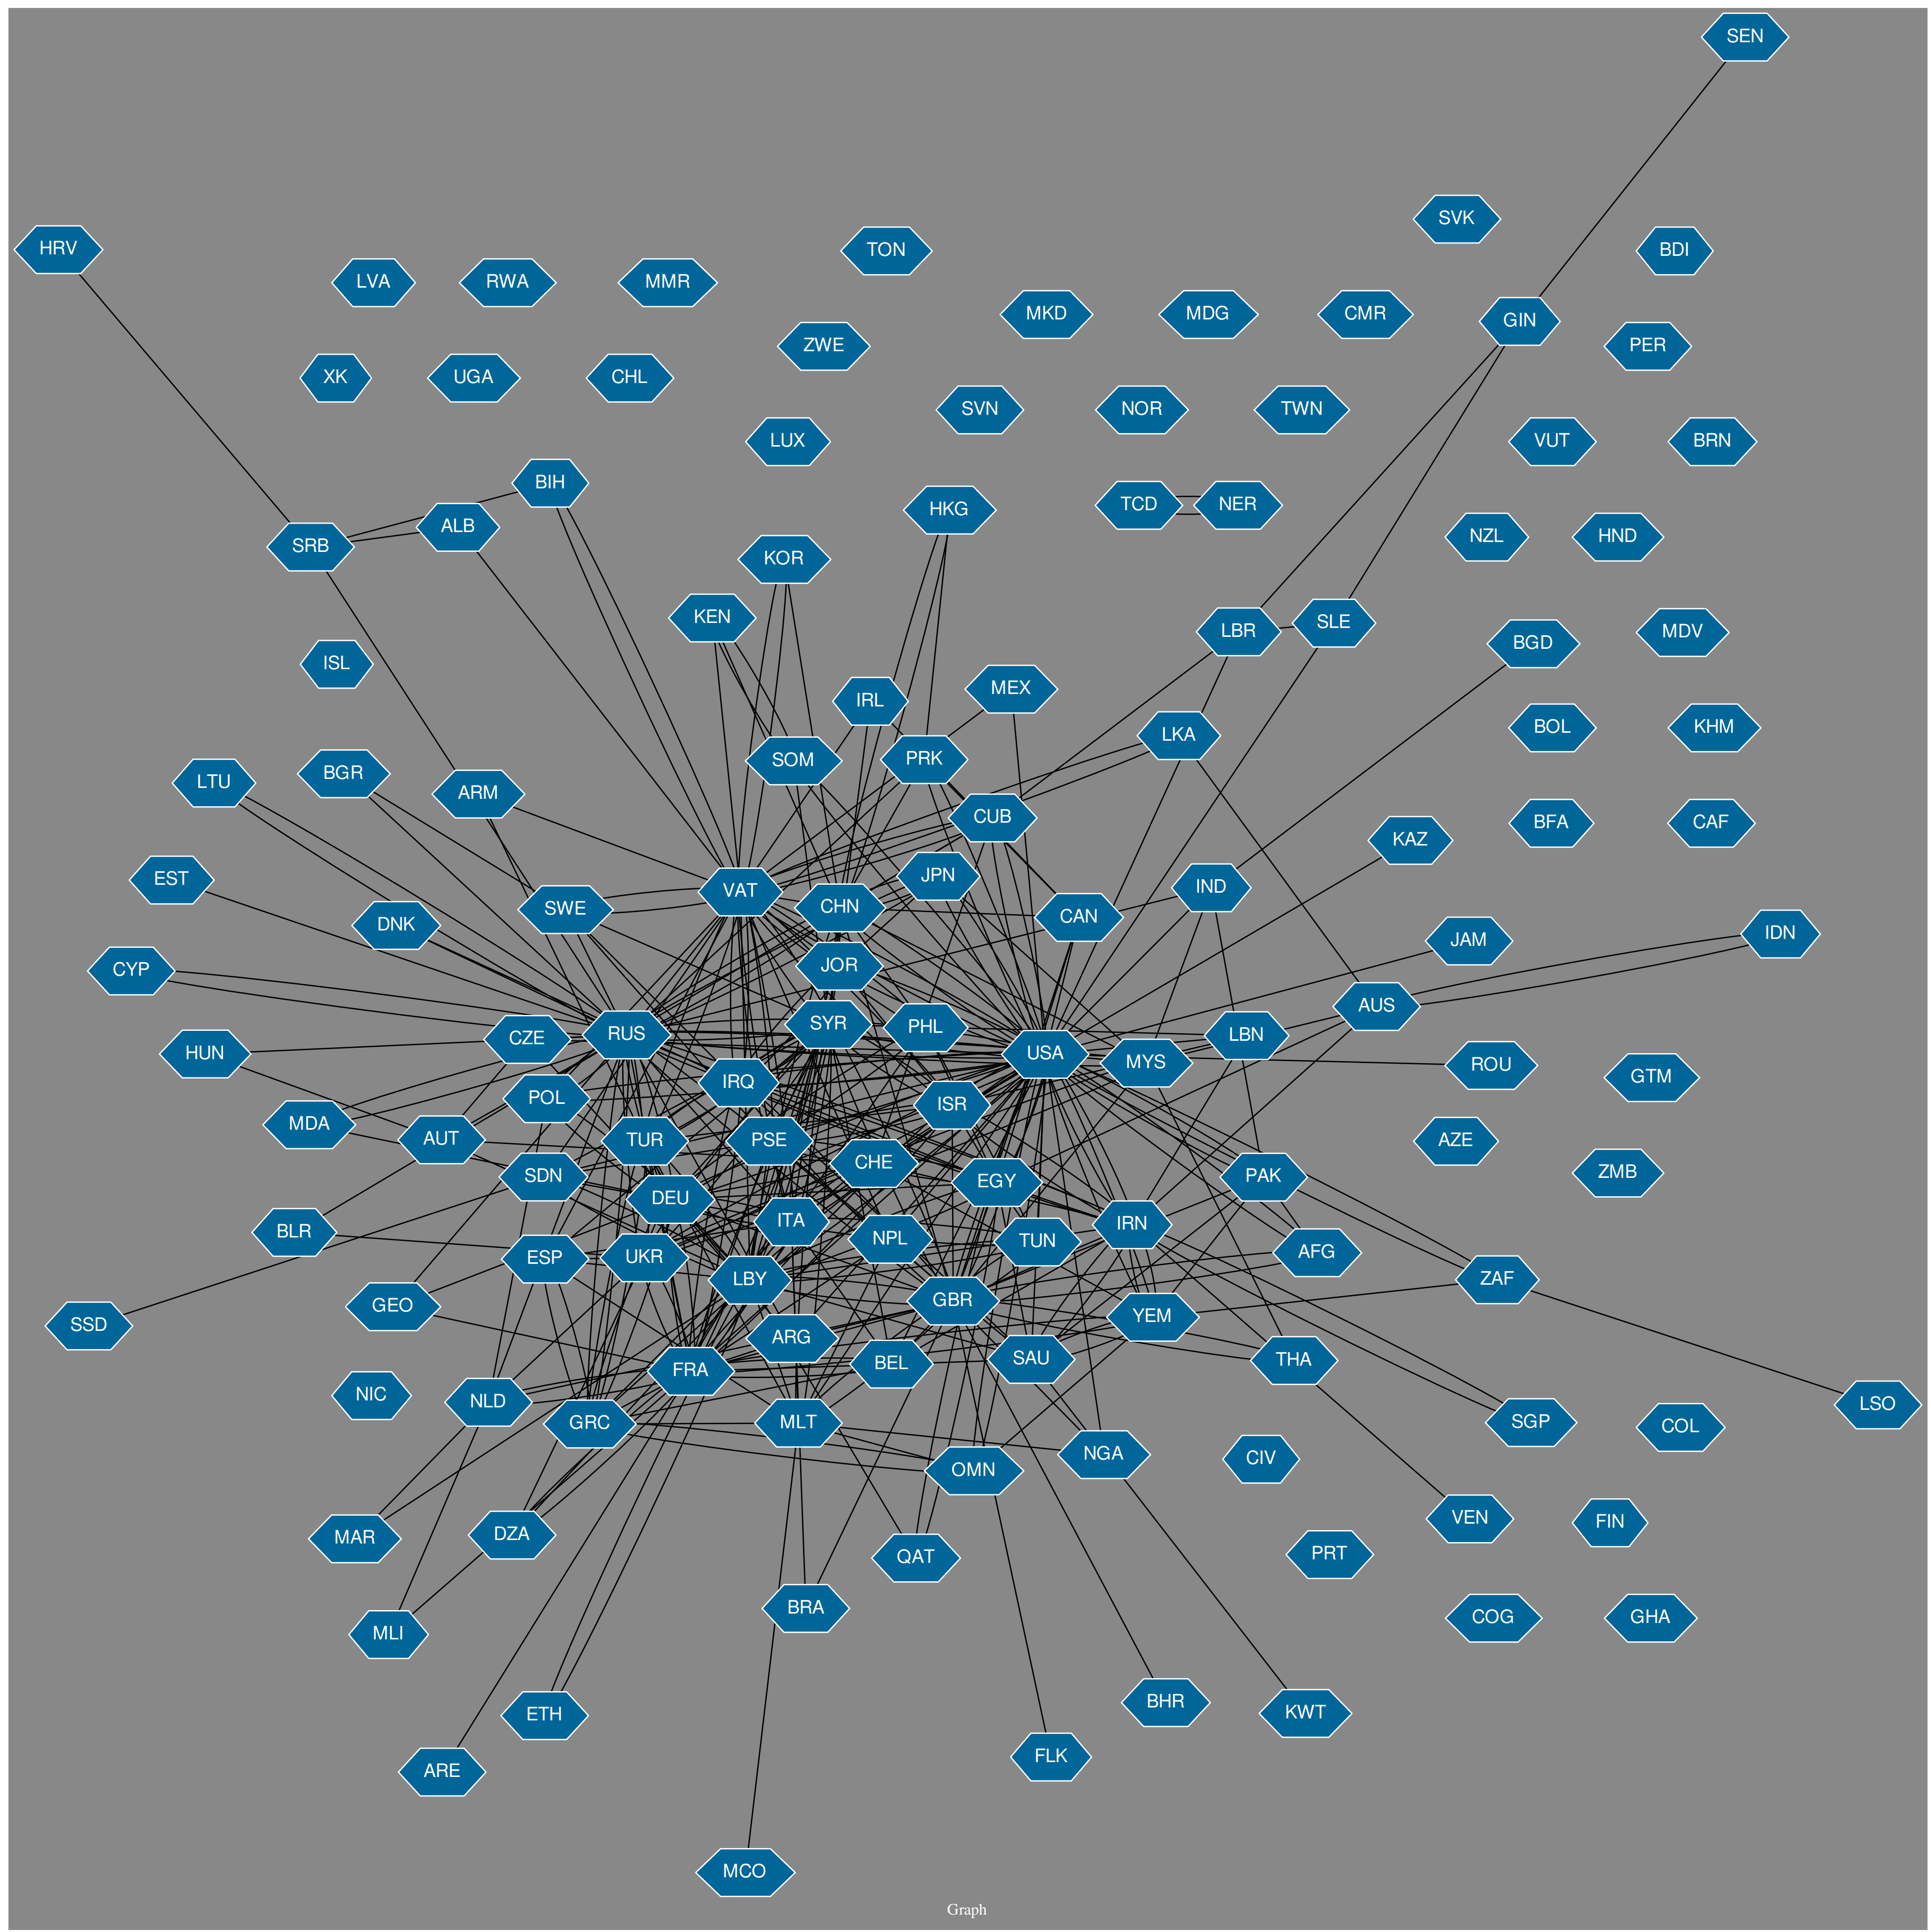 SEN
SVK
HRV
TON
BDI
LVA
RWA
MMR
MKD
MDG
CMR
GIN
ZWE
PER
XK
UGA
CHL
SVN
NOR
TWN
LUX
VUT
BRN
BIH
HKG
TCD
NER
ALB
SRB
NZL
HND
KOR
KEN
LBR
SLE
MDV
BGD
ISL
IRL
MEX
BOL
KHM
LKA
SOM
PRK
BGR
LTU
ARM
CUB
BFA
CAF
KAZ
EST
JPN
IND
VAT
CHN
SWE
CAN
DNK
IDN
JAM
CYP
JOR
AUS
SYR
PHL
RUS
LBN
CZE
HUN
USA
MYS
ROU
GTM
IRQ
POL
ISR
MDA
AUT
TUR
PSE
AZE
CHE
ZMB
SDN
EGY
PAK
DEU
ITA
IRN
BLR
NPL
TUN
AFG
ESP
UKR
LBY
ZAF
GBR
GEO
YEM
SSD
ARG
SAU
THA
BEL
FRA
NIC
NLD
LSO
GRC
MLT
SGP
COL
NGA
CIV
OMN
VEN
FIN
DZA
MAR
PRT
QAT
BRA
COG
GHA
MLI
BHR
KWT
ETH
FLK
ARE
MCO
Graph